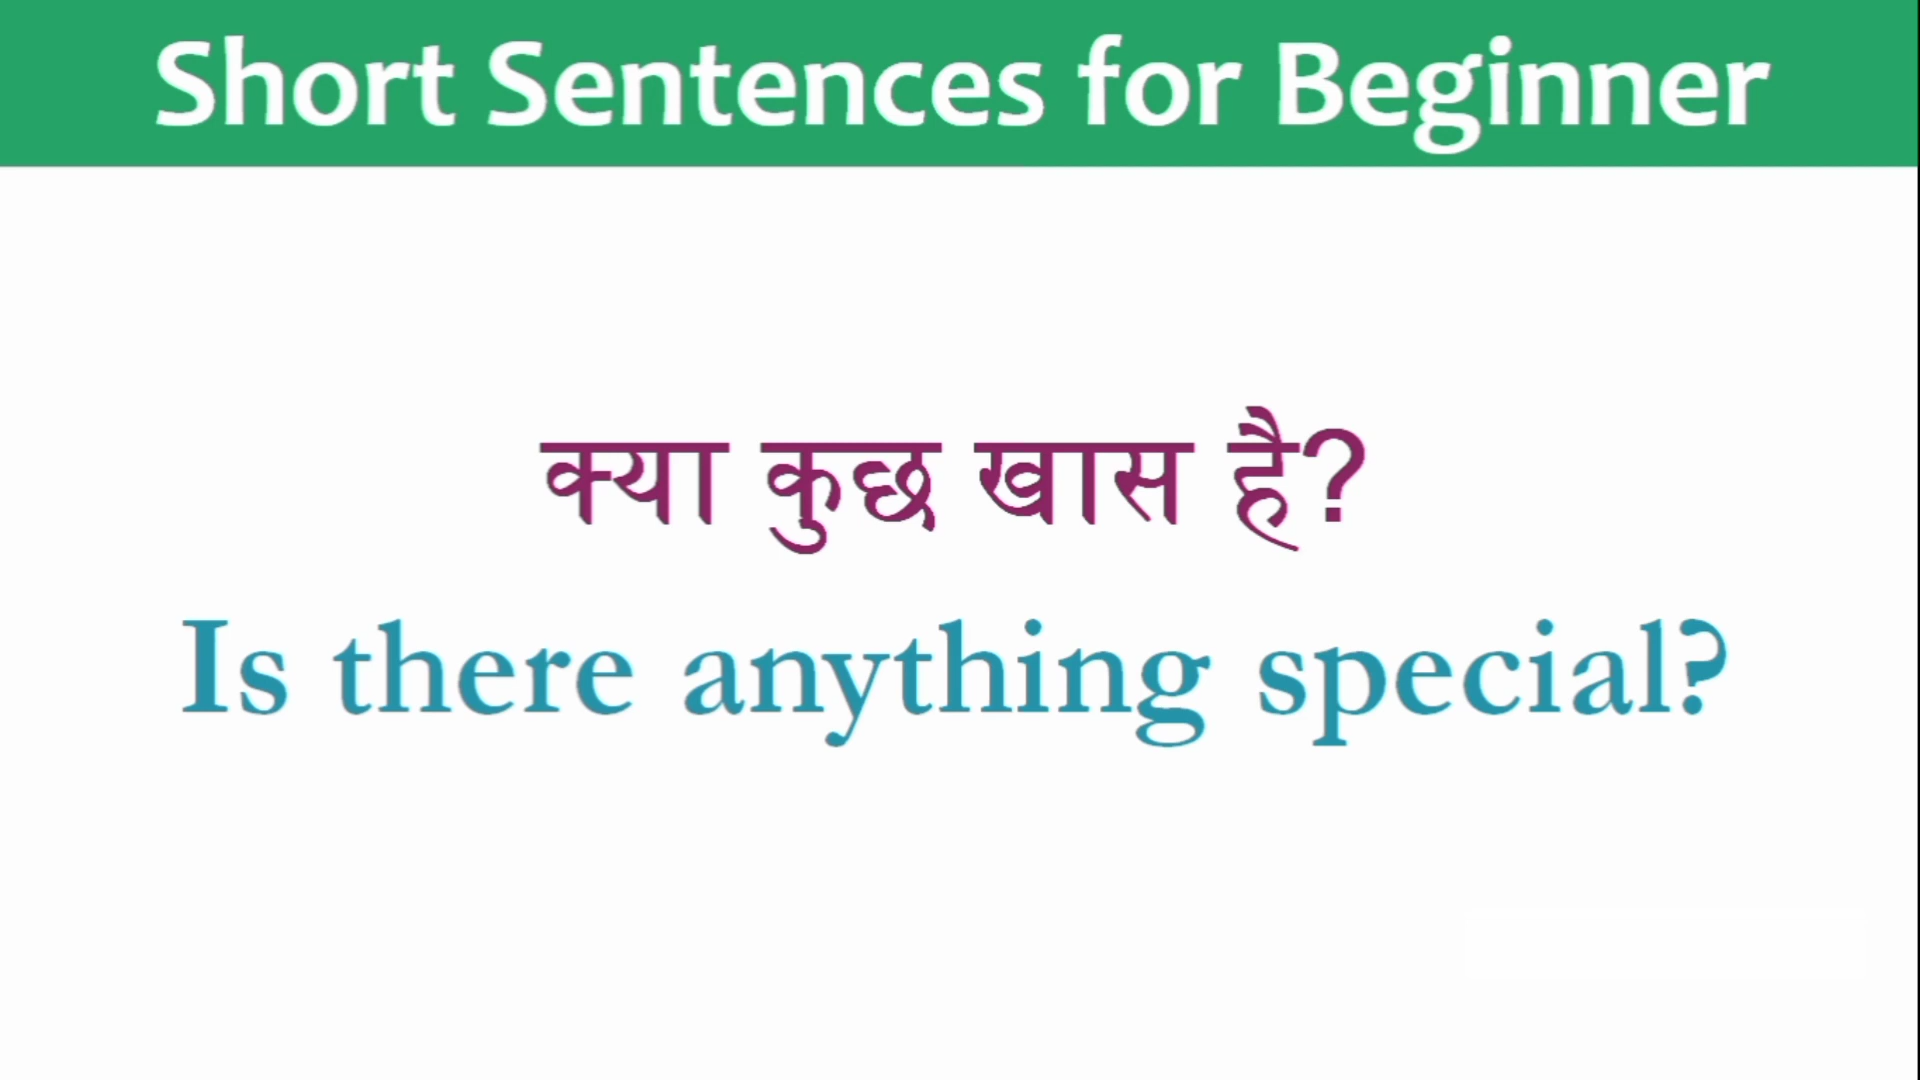 Short Sentences for Beginner
क्या कुछ खास है?
Is there anything special?